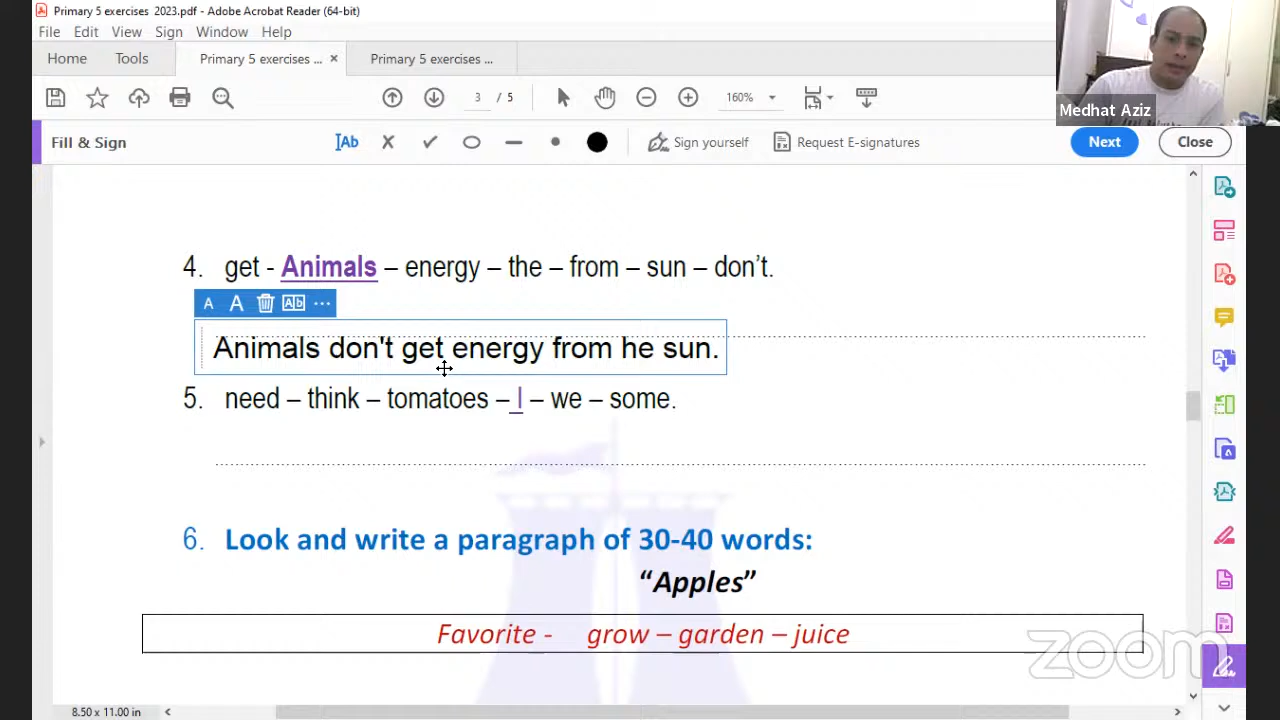 Primary 5 exercises 2023.pdf - Adobe Acrobat Reader (64-bit)
File Edit View Sign Window Help
Home Tools Primary 5 exercises ... × Primary 5 exercises ...
3 / 5 160%
Medhat Aziz
Fill & Sign Ab Sign yourself Request E-signatures Next Close
4. get - Animals – energy – the – from – sun – don’t.
A A Ab ...
Animals don't get energy from he sun.
5. need – think – tomatoes – I – we – some.
6. Look and write a paragraph of 30-40 words:
“Apples”
Favorite - grow – garden – juice
zoom
8.50 x 11.00 in